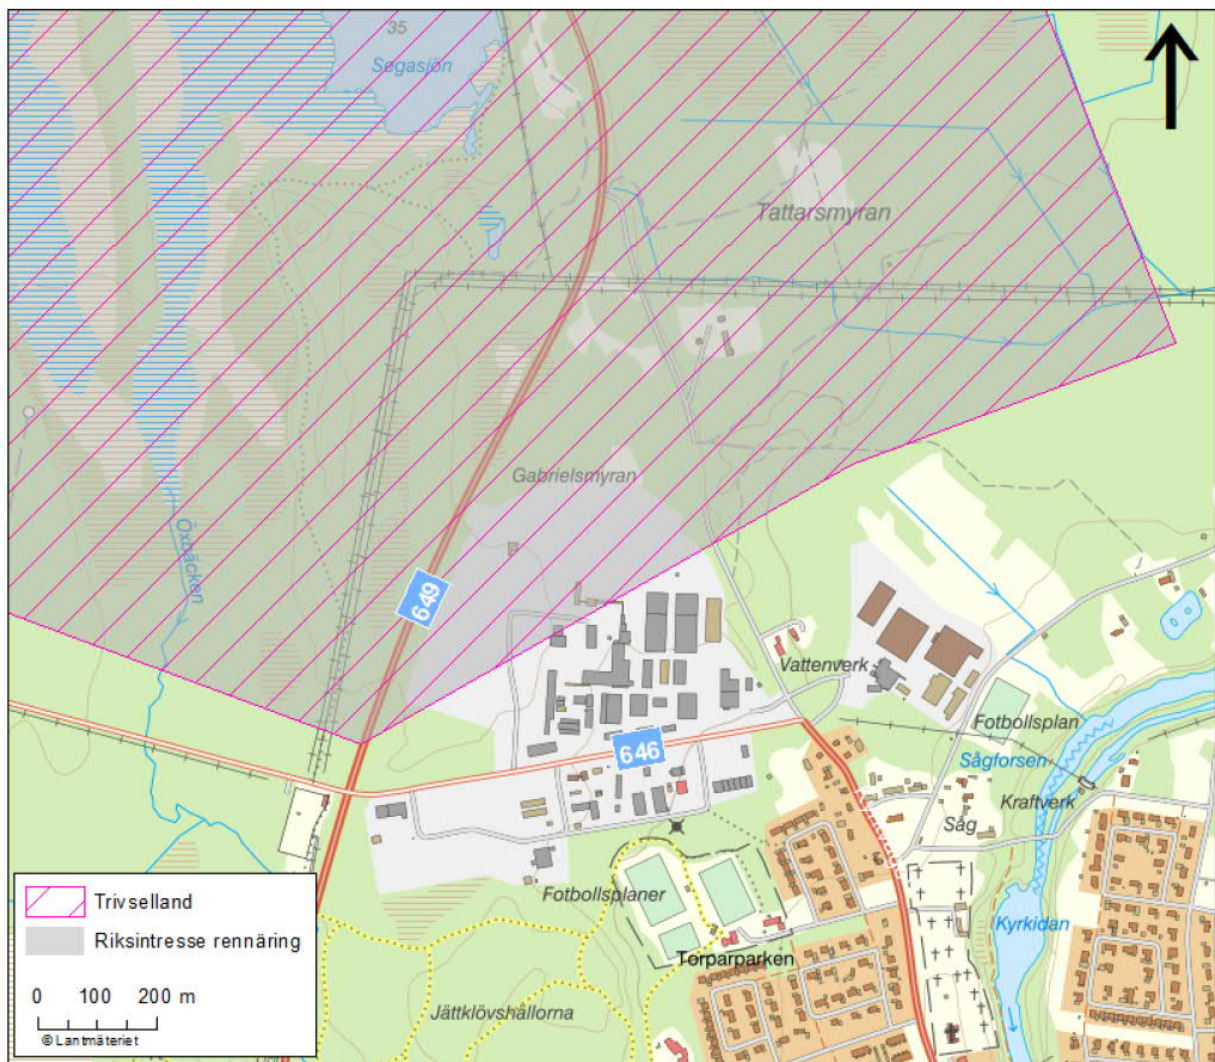 35
Segasjön
Tattarsmyran
Gabrielsmyran
Öxbäcken
649
Vattenverk
Fotbollsplan
646
Sågforsen
Kraftverk
Såg
Fotbollsplaner
Kyrkidan
Torparparken
Jättklövshällorna
Trivselland
Riksintresse rennäring
0 100 200 m
© Lantmäteriet